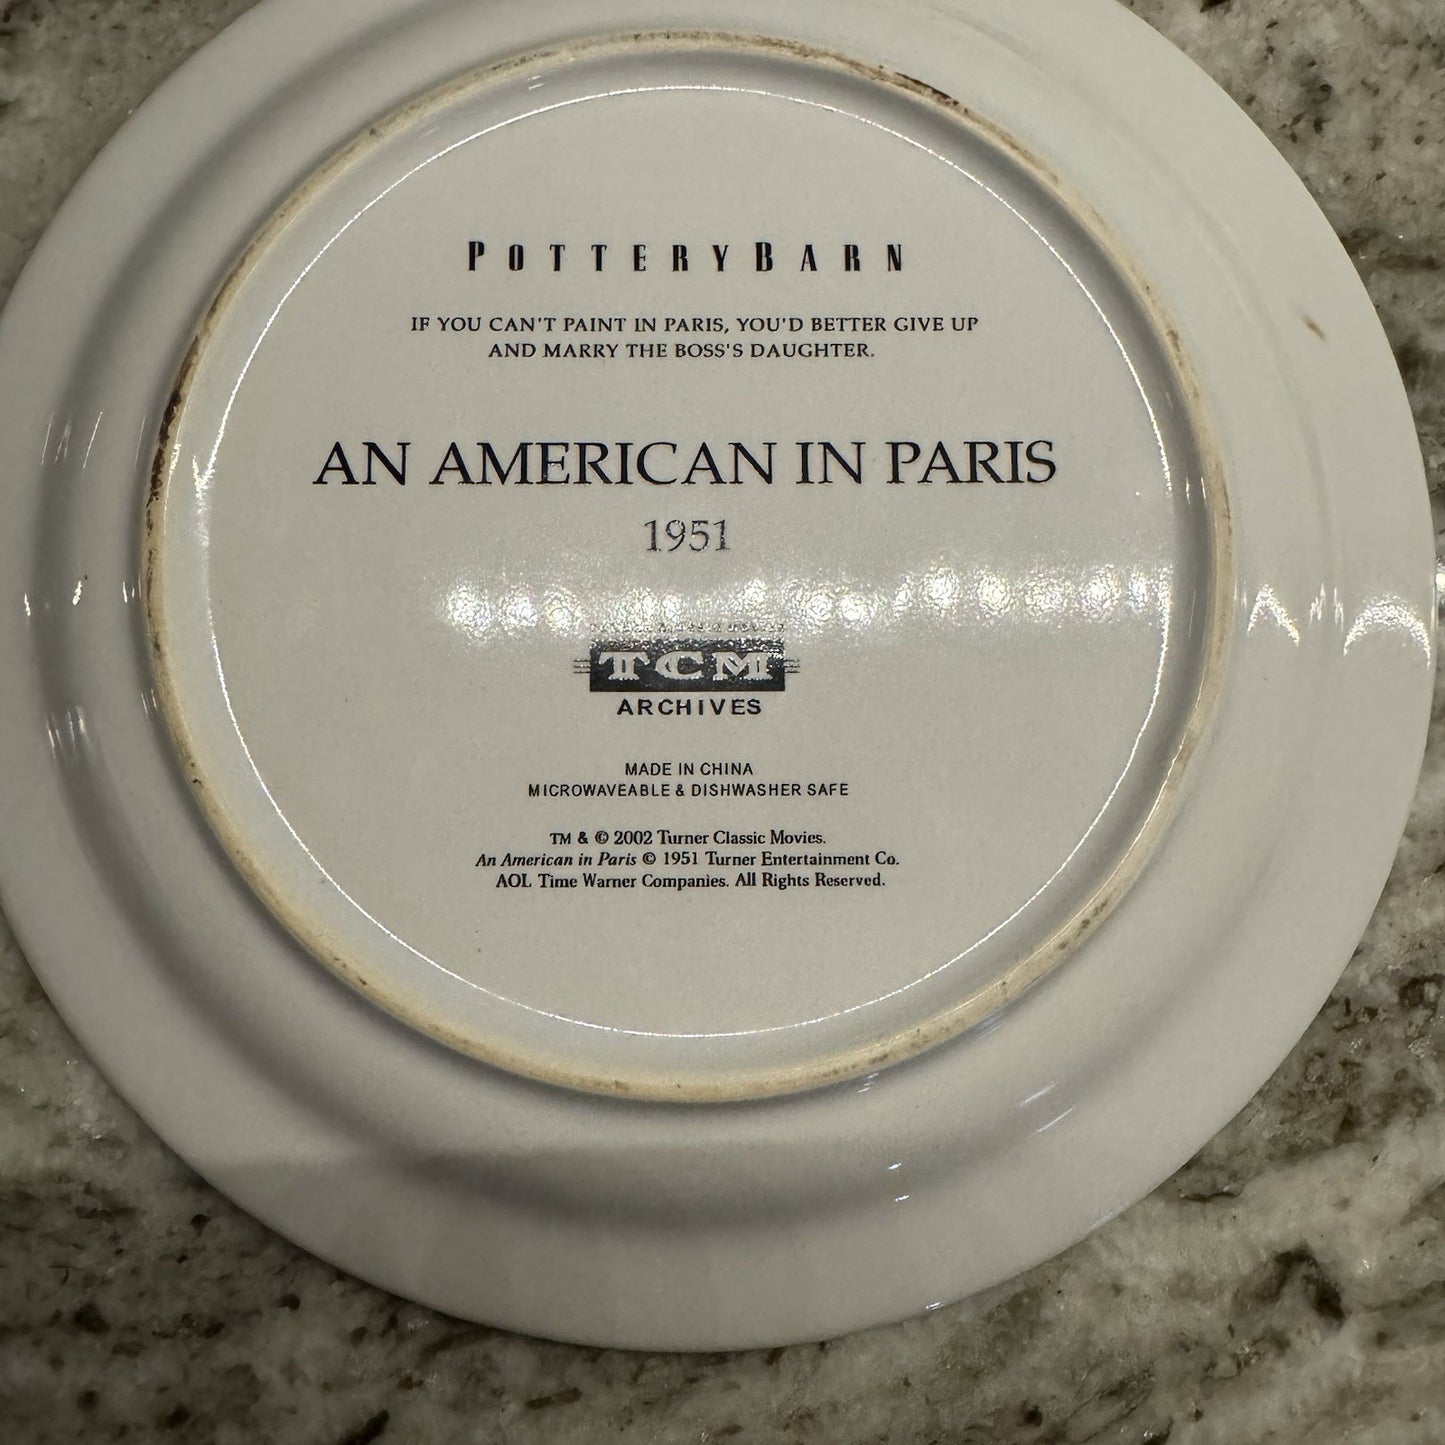 POTTERY BARN
IF YOU CAN'T PAINT IN PARIS, YOU'D BETTER GIVE UP
AND MARRY THE BOSS'S DAUGHTER.
AN AMERICAN IN PARIS
1951
TCM
ARCHIVES
MADE IN CHINA
MICROWAVEABLE & DISHWASHER SAFE
TM & © 2002 Turner Classic Movies.
An American in Paris © 1951 Turner Entertainment Co.
AOL Time Warner Companies. All Rights Reserved.